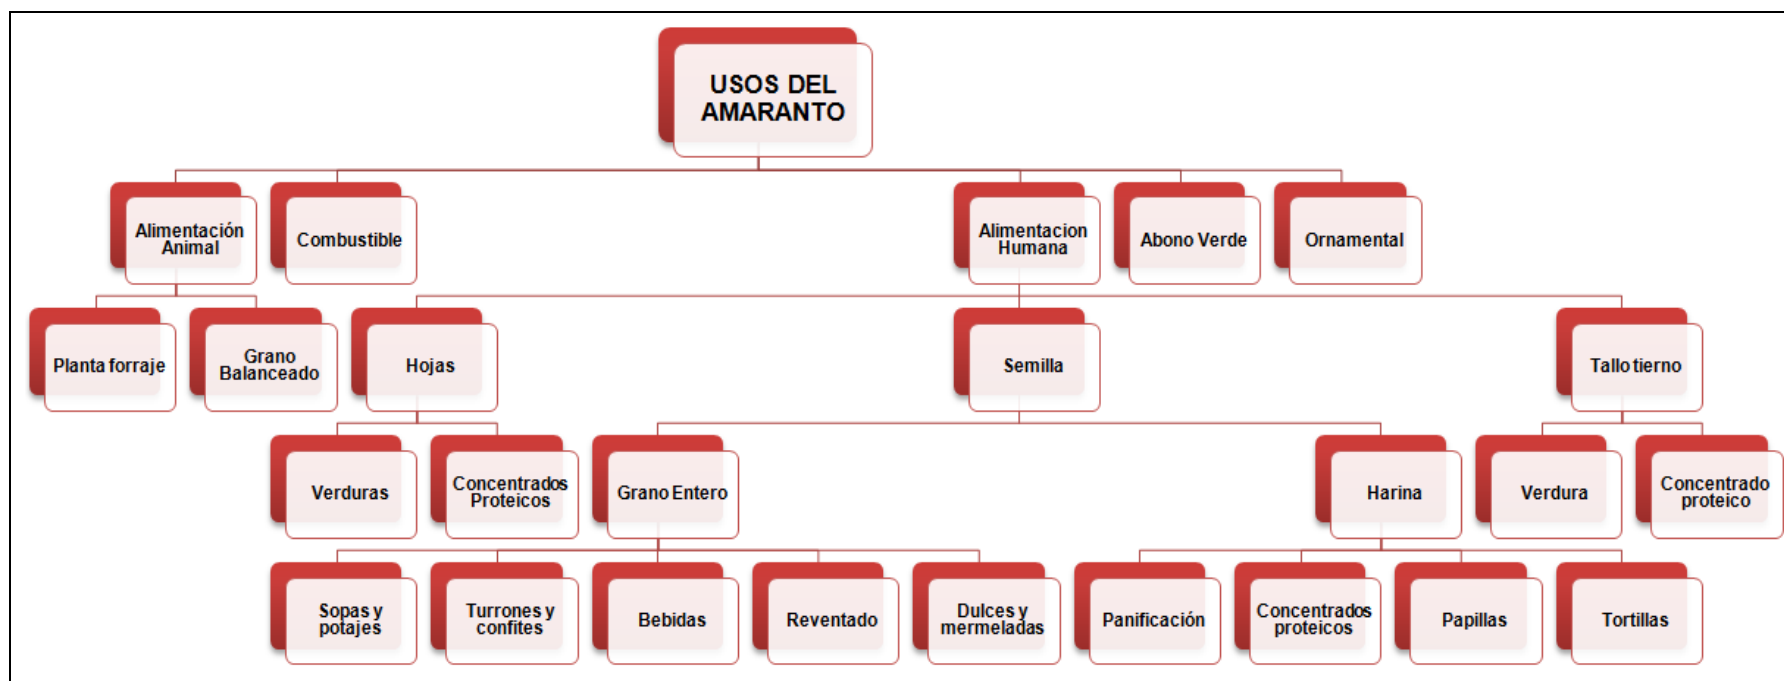 USOS DEL
AMARANTO
Alimentación
Animal
Combustible
Alimentacion
Humana
Abono Verde
Ornamental
Planta forraje
Grano
Balanceado
Hojas
Semilla
Tallo tierno
Verduras
Concentrados
Proteicos
Grano Entero
Harina
Verdura
Concentrado
proteico
Sopas y
potajes
Turrones y
confites
Bebidas
Reventado
Dulces y
mermeladas
Panificación
Concentrados
proteicos
Papillas
Tortillas